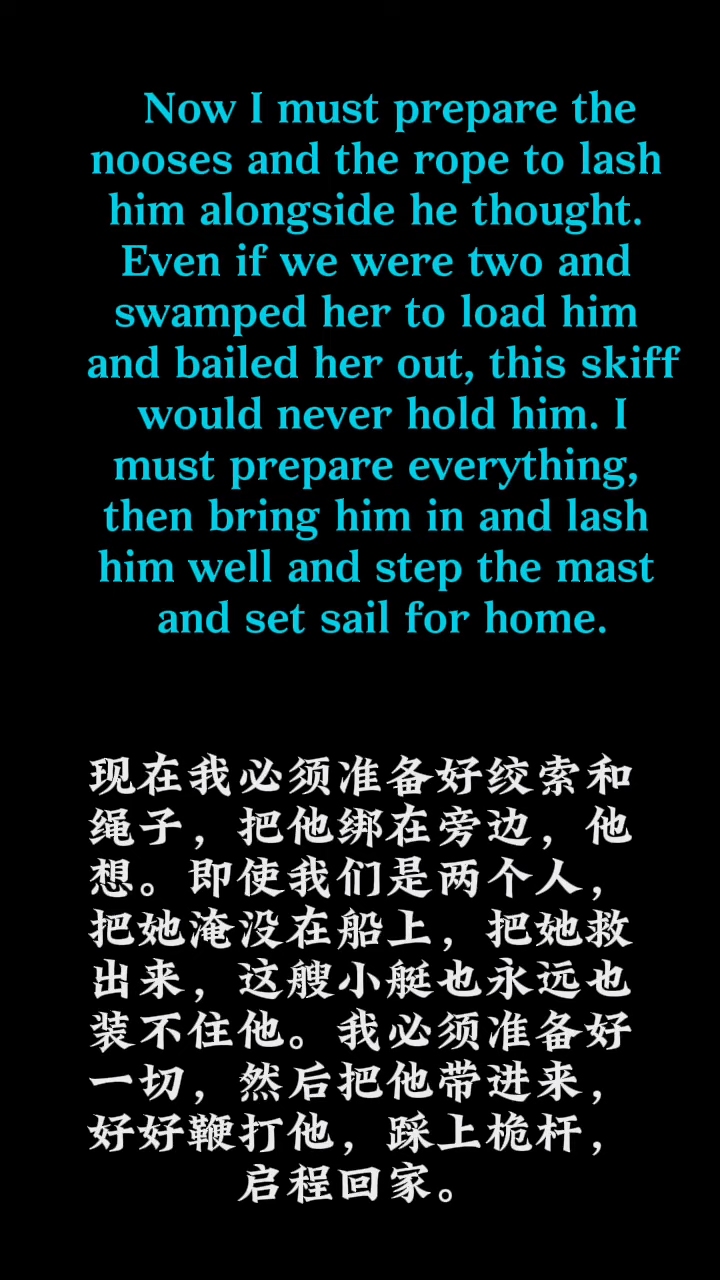 Now I must prepare the
nooses and the rope to lash
him alongside he thought.
Even if we were two and
swamped her to load him
and bailed her out, this skiff
would never hold him. I
must prepare everything,
then bring him in and lash
him well and step the mast
and set sail for home.
现在我必须准备好绞索和
绳子，把他绑在旁边，他
想。即使我们是两个人，
把她淹没在船上，把她救
出来，这艘小艇也永远也
装不住他。我必须准备好
一切，然后把他带进来，
好好鞭打他，踩上桅杆，
启程回家。